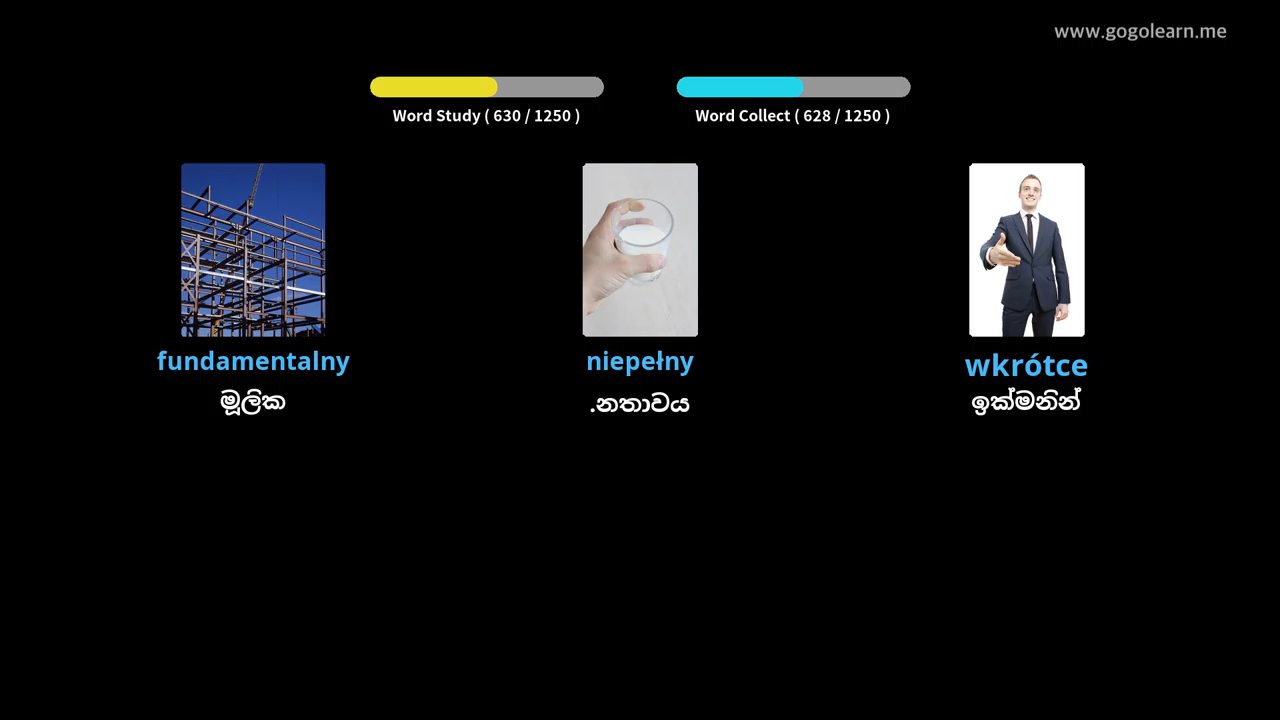 www.gogolearn.me
Word Study ( 630 / 1250 )
Word Collect ( 628 / 1250 )
fundamentalny
niepełny
wkrótce
මූලික
.නතාවය
ඉක්මනින්